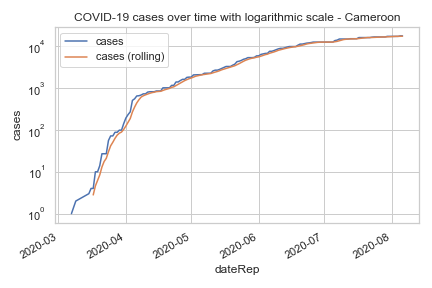 COVID-19 cases over time with logarithmic scale - Cameroon
cases
cases (rolling)
10⁴
10³
10²
10¹
10⁰
cases
2020-03
2020-04
2020-05
2020-06
2020-07
2020-08
dateRep